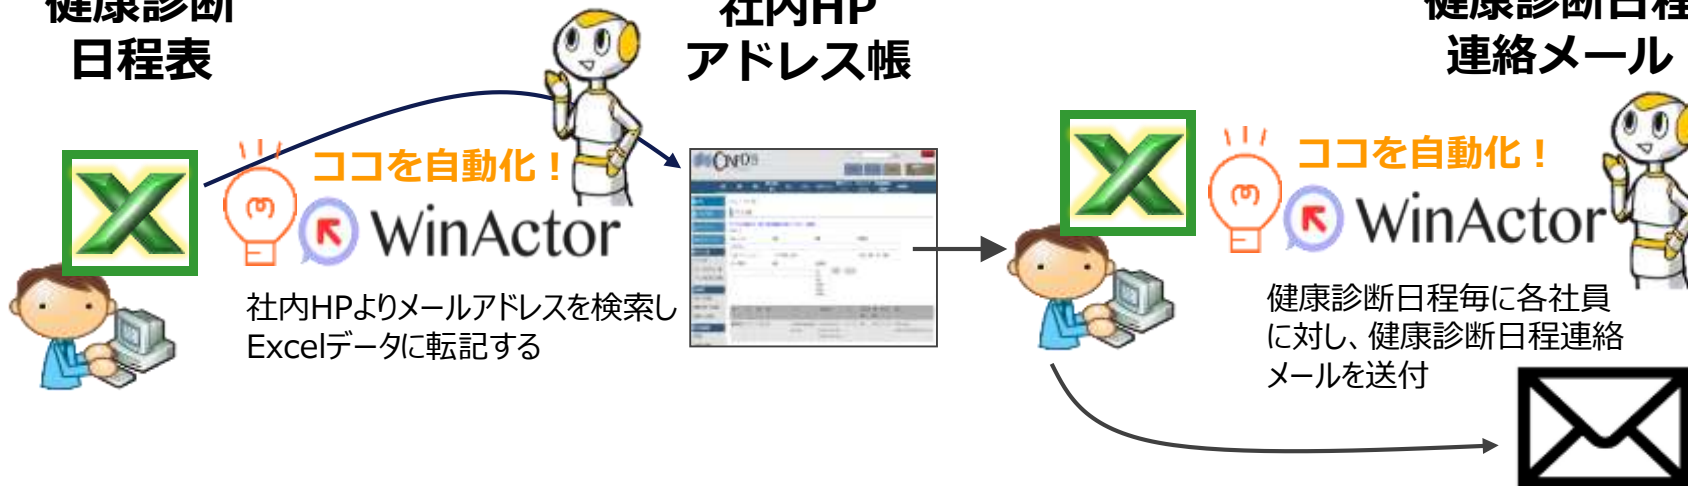 健康診断
日程表
社内HP
アドレス帳
健康診断日程
連絡メール
ココを自動化！
WinActor
社内HPよりメールアドレスを検索し
Excelデータに転記する
ココを自動化！
WinActor
健康診断日程毎に各社員
に対し、健康診断日程連絡
メールを送付